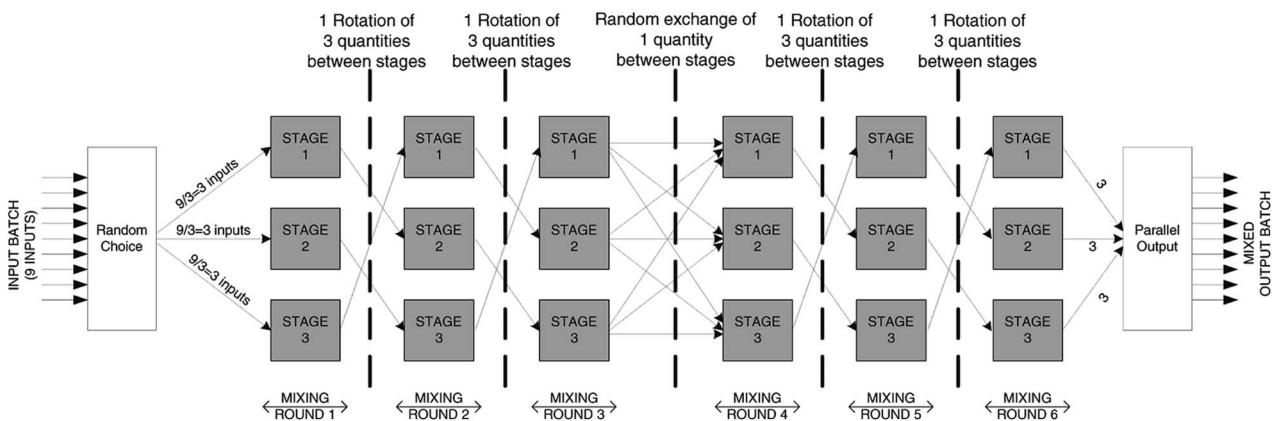 1 Rotation of
3 quantities
between stages
1 Rotation of
3 quantities
between stages
Random exchange of
1 quantity
between stages
1 Rotation of
3 quantities
between stages
1 Rotation of
3 quantities
between stages
INPUT BATCH
(9 INPUTS)
Random
Choice
9/3=3 inputs
9/3=3 inputs
9/3=3 inputs
STAGE
1
STAGE
2
STAGE
3
STAGE
1
STAGE
2
STAGE
3
STAGE
1
STAGE
2
STAGE
3
STAGE
1
STAGE
2
STAGE
3
STAGE
1
STAGE
2
STAGE
3
STAGE
1
STAGE
2
STAGE
3
3
3
3
Parallel
Output
MIXED
OUTPUT BATCH
MIXING
ROUND 1
MIXING
ROUND 2
MIXING
ROUND 3
MIXING
ROUND 4
MIXING
ROUND 5
MIXING
ROUND 6